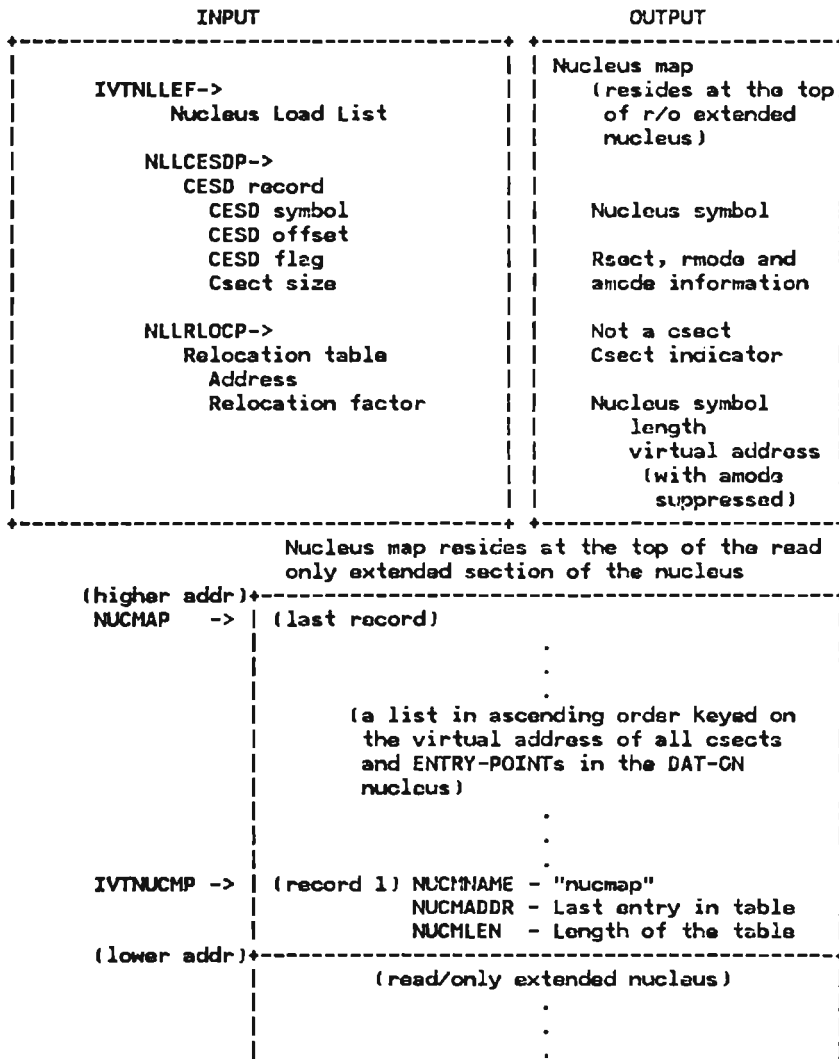 INPUT
OUTPUT
IVTNLLEF->
Nucleus Load List
NLLCESDP->
CESD record
CESD symbol
CESD offset
CESD flag
Csect size
NLLRLOCP->
Relocation table
Address
Relocation factor
Nucleus map
(resides at the top
of r/o extended
nucleus)
Nucleus symbol
Rsect, rmode and
amode information
Not a csect
Csect indicator
Nucleus symbol
length
virtual address
(with amode
suppressed)
Nucleus map resides at the top of the read
only extended section of the nucleus
(higher addr)
NUCMAP -> (last record)
(a list in ascending order keyed on
the virtual address of all csects
and ENTRY-POINTs in the DAT-ON
nucleus)
IVTNUCMP -> (record 1) NUCMNAME - "nucmap"
NUCMADDR - Last entry in table
NUCMLEN - Length of the table
(lower addr)
(read/only extended nucleus)